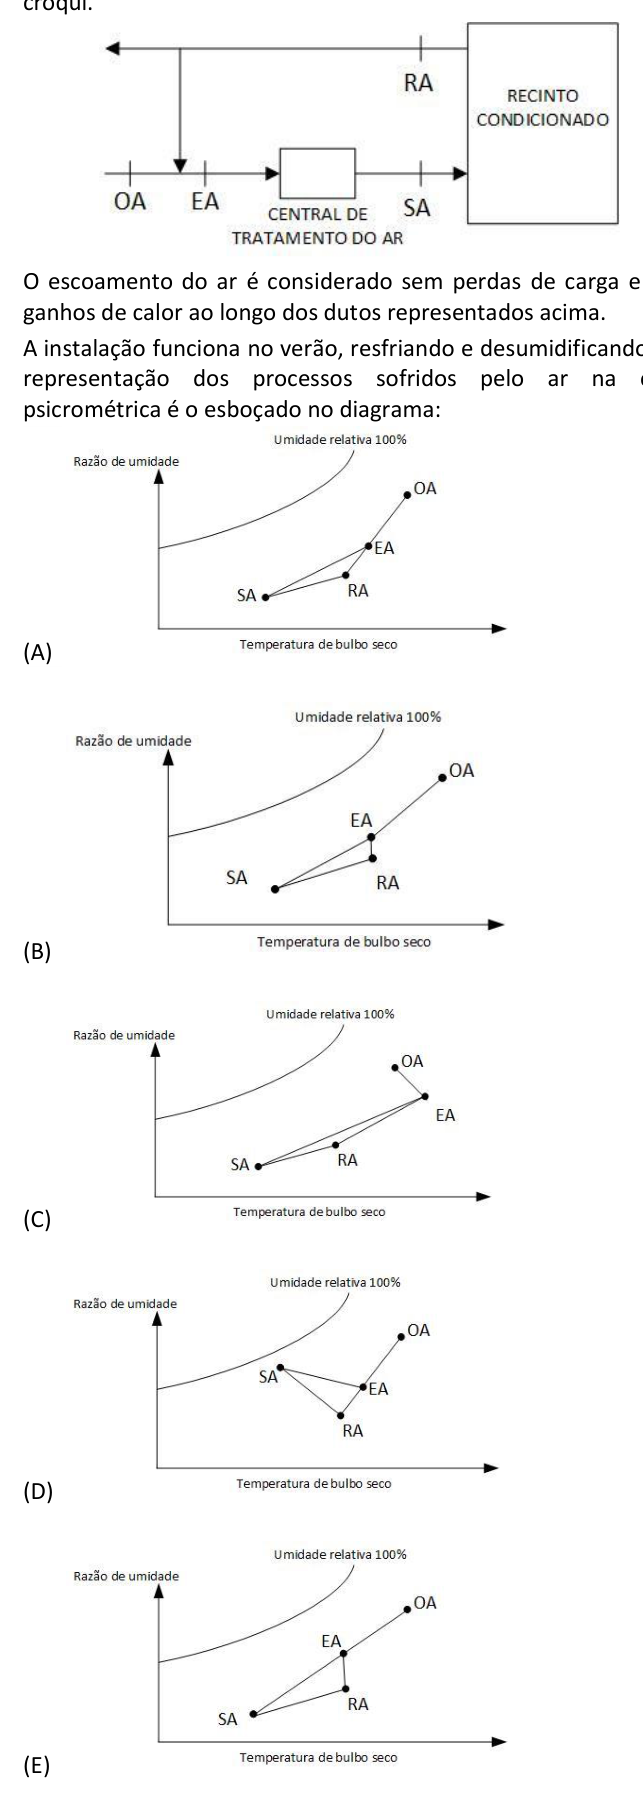 croqui.
RA
RECINTO
CONDICIONADO
OA
EA
SA
CENTRAL DE
TRATAMENTO DO AR
O escoamento do ar é considerado sem perdas de carga e
ganhos de calor ao longo dos dutos representados acima.
A instalação funciona no verão, resfriando e desumidificando
representação dos processos sofridos pelo ar na
psicrométrica é o esboçado no diagrama:
Umidade relativa 100%
Razão de umidade
OA
EA
SA
RA
Temperatura de bulbo seco
(A)
Umidade relativa 100%
Razão de umidade
OA
EA
SA
RA
Temperatura de bulbo seco
(B)
Umidade relativa 100%
Razão de umidade
OA
EA
SA
RA
Temperatura de bulbo seco
(C)
Umidade relativa 100%
Razão de umidade
OA
SA
EA
RA
Temperatura de bulbo seco
(D)
Umidade relativa 100%
Razão de umidade
OA
EA
SA
RA
Temperatura de bulbo seco
(E)